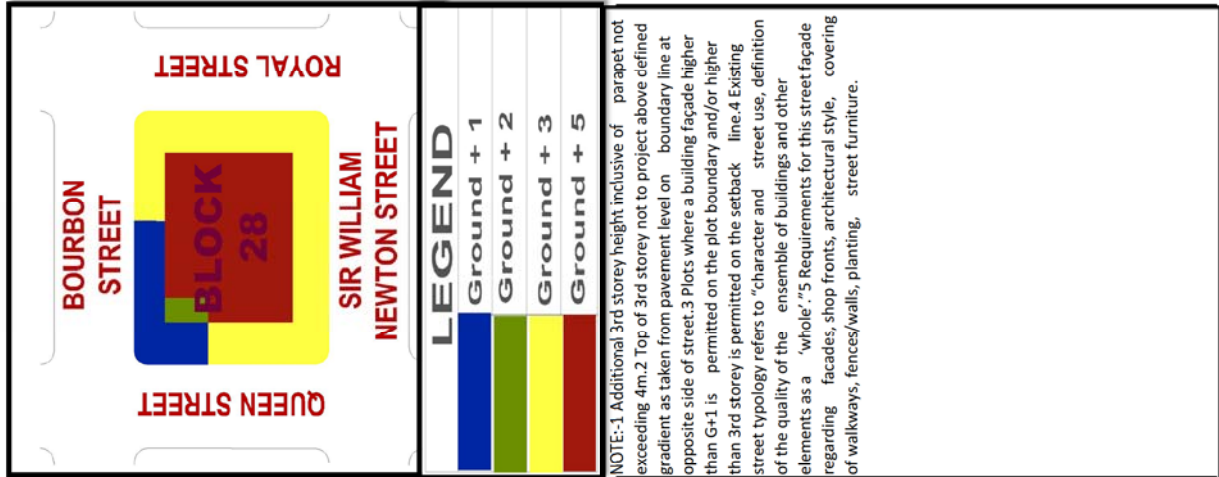 ROYAL STREET
BOURBON
STREET
BLOCK
28
SIR WILLIAM
NEWTON STREET
QUEEN STREET
LEGEND
Ground + 1
Ground + 2
Ground + 3
Ground + 5
NOTE:-1 Additional 3rd storey height inclusive of parapet not
exceeding 4m.2 Top of 3rd storey not to project above defined
gradient as taken from pavement level on boundary line at
opposite side of street.3 Plots where a building façade higher
than G+1 is permitted on the plot boundary and/or higher
than 3rd storey is permitted on the setback line.4 Existing
street typology refers to "character and street use, definition
of the quality of the ensemble of buildings and other
elements as a 'whole'."5 Requirements for this street façade
regarding facades, shop fronts, architectural style, covering
of walkways, fences/walls, planting, street furniture.